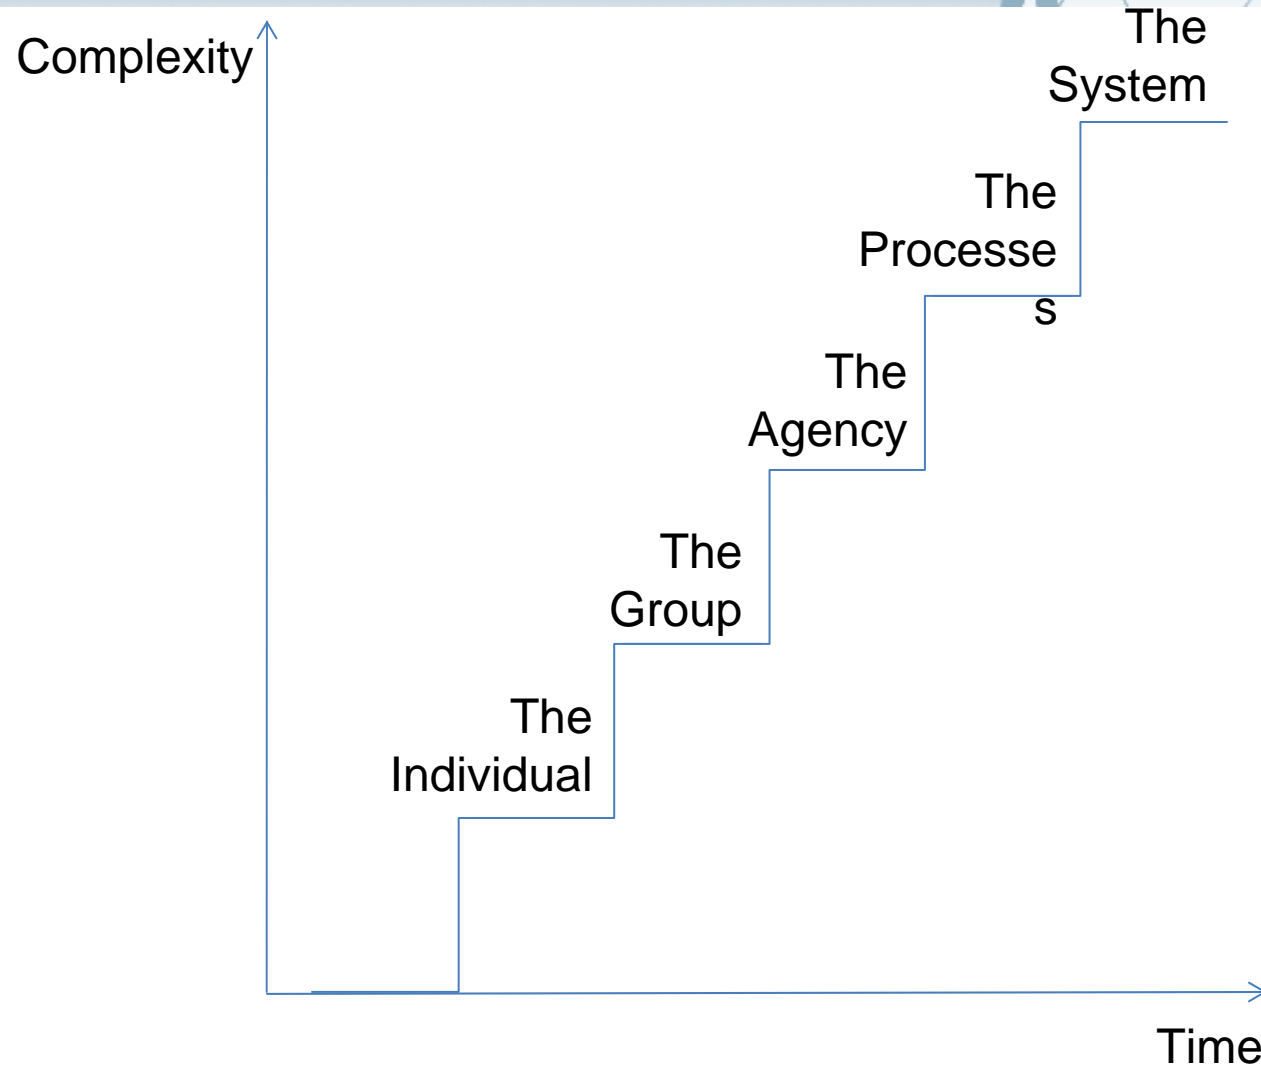 Complexity
The
System
The
Processe
s
The
Agency
The
Group
The
Individual
Time